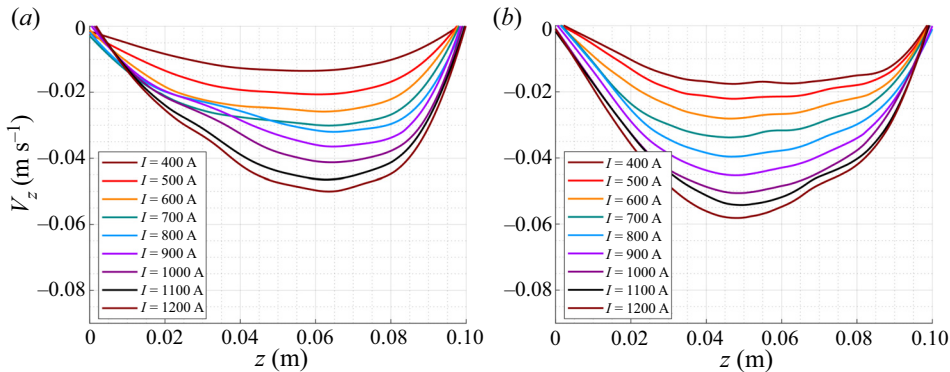 (a)
0
–0.02
–0.04
–0.06
–0.08
V_z (m s⁻¹)
I = 400 A
I = 500 A
I = 600 A
I = 700 A
I = 800 A
I = 900 A
I = 1000 A
I = 1100 A
I = 1200 A
0 0.02 0.04 0.06 0.08 0.10
z (m)
(b)
0
–0.02
–0.04
–0.06
–0.08
I = 400 A
I = 500 A
I = 600 A
I = 700 A
I = 800 A
I = 900 A
I = 1000 A
I = 1100 A
I = 1200 A
0 0.02 0.04 0.06 0.08 0.10
z (m)